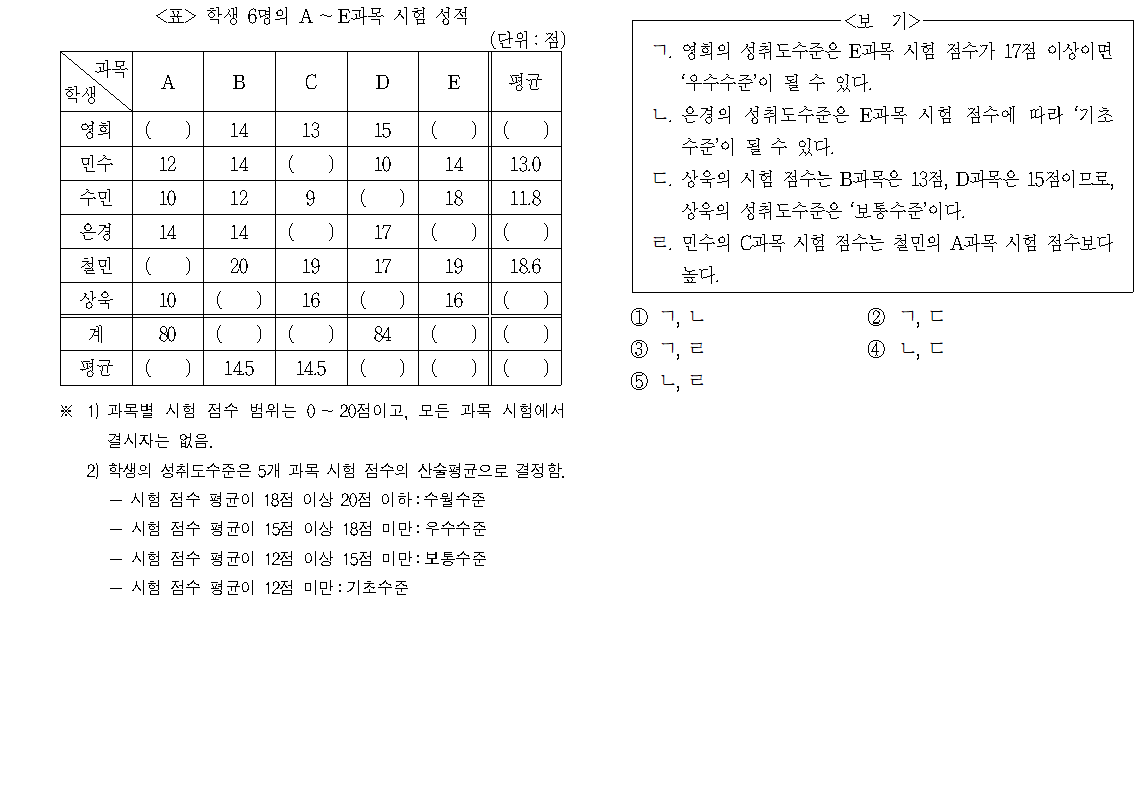 <표> 학생 6명의 A ~ E과목 시험 성적
(단위 : 점)
과목
학생 A B C D E 평균
영희 ( ) 14 13 15 ( ) ( )
민수 12 14 ( ) 10 14 13.0
수민 10 12 9 ( ) 18 11.8
은경 14 14 ( ) 17 ( ) ( )
철민 ( ) 20 19 17 19 18.6
상욱 10 ( ) 16 ( ) 16 ( )
계 80 ( ) ( ) 84 ( ) ( )
평균 ( ) 14.5 14.5 ( ) ( ) ( )
※ 1) 과목별 시험 점수 범위는 0 ~ 20점이고, 모든 과목 시험에서
결시자는 없음.
2) 학생의 성취도수준은 5개 과목 시험 점수의 산술평균으로 결정함.
- 시험 점수 평균이 18점 이상 20점 이하 : 수월수준
- 시험 점수 평균이 15점 이상 18점 미만 : 우수수준
- 시험 점수 평균이 12점 이상 15점 미만 : 보통수준
- 시험 점수 평균이 12점 미만 : 기초수준
<보 기>
ㄱ. 영희의 성취도수준은 E과목 시험 점수가 17점 이상이면
‘우수수준’이 될 수 있다.
ㄴ. 은경의 성취도수준은 E과목 시험 점수에 따라 ‘기초
수준’이 될 수 있다.
ㄷ. 상욱의 시험 점수는 B과목은 13점, D과목은 15점이므로,
상욱의 성취도수준은 ‘보통수준’이다.
ㄹ. 민수의 C과목 시험 점수는 철민의 A과목 시험 점수보다
높다.
① ㄱ, ㄴ ② ㄱ, ㄷ
③ ㄱ, ㄹ ④ ㄴ, ㄷ
⑤ ㄴ, ㄹ